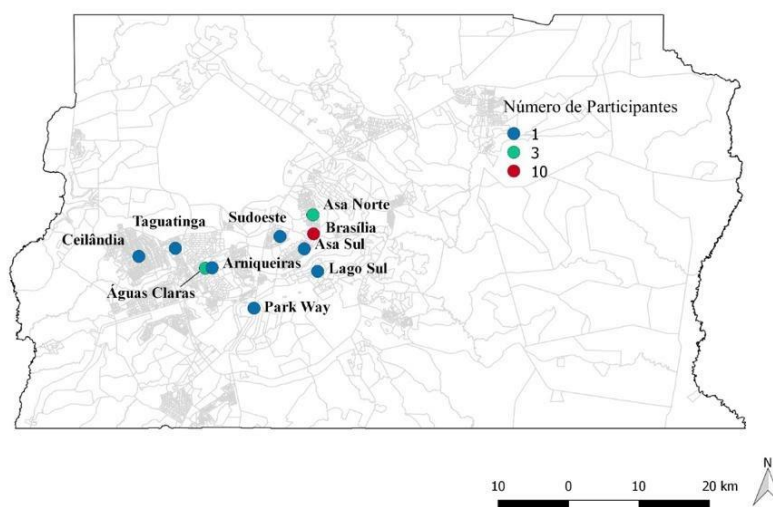 Número de Participantes
1
3
10
Asa Norte
Brasília
Sudoeste
Asa Sul
Taguatinga
Ceilândia
Arniqueiras
Lago Sul
Águas Claras
Park Way
N
10 0 10 20 km